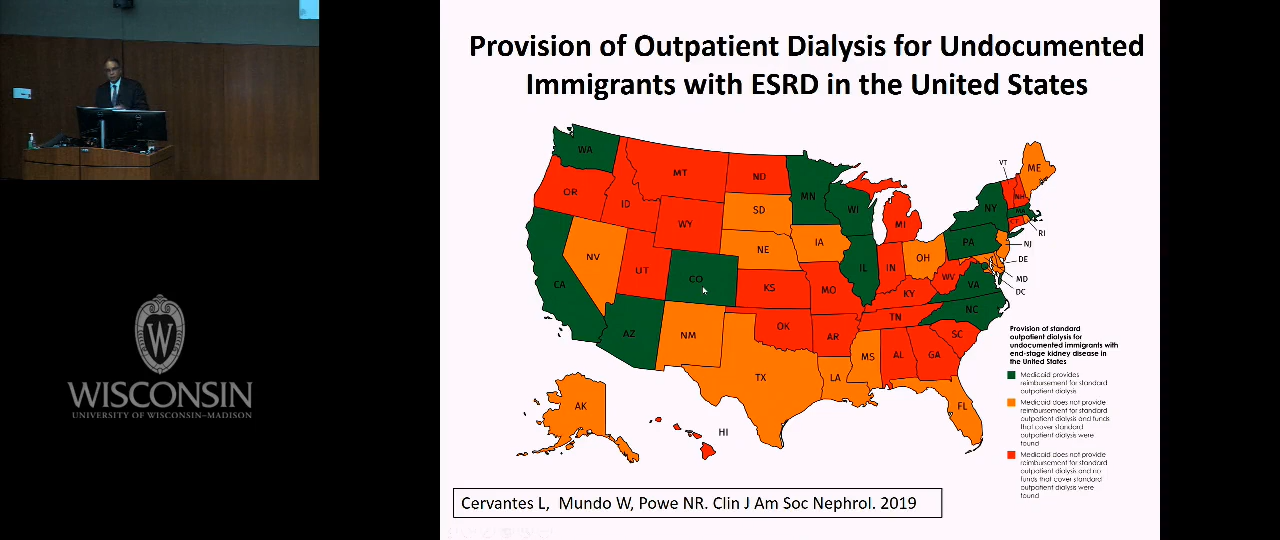 Provision of Outpatient Dialysis for Undocumented
Immigrants with ESRD in the United States
WA
MT
ND
MN
VT
ME
OR
ID
SD
WI
NH
NY
MA
WY
MI
CT
RI
NE
IA
PA
NJ
NV
OH
DE
UT
CO
IL
IN
WV
MD
CA
KS
MO
KY
VA
DC
NC
TN
AZ
NM
OK
AR
SC
MS
AL
GA
TX
LA
AK
FL
HI
Provision of standard
outpatient dialysis for
undocumented immigrants with
end-stage kidney disease in
the United States
Medicaid provides
reimbursement for standard
outpatient dialysis
Medicaid does not provide
reimbursement for standard
outpatient dialysis and funds
that cover standard
outpatient dialysis were
found
Medicaid does not provide
reimbursement for standard
outpatient dialysis and no
funds that cover standard
outpatient dialysis were
found
Cervantes L, Mundo W, Powe NR. Clin J Am Soc Nephrol. 2019
W
WISCONSIN
UNIVERSITY OF WISCONSIN–MADISON